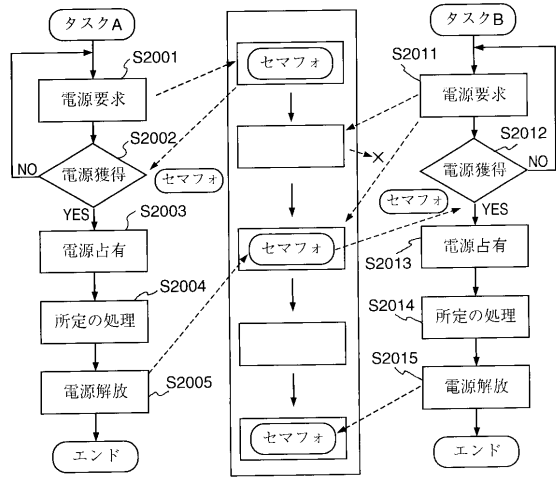 タスクA
S2001
電源要求
S2002
電源獲得
NO
YES
S2003
電源占有
S2004
所定の処理
電源解放
S2005
エンド
セマフォ
セマフォ
セマフォ
セマフォ
セマフォ
タスクB
S2011
電源要求
S2012
電源獲得
NO
YES
電源占有
S2013
S2014
所定の処理
S2015
電源解放
エンド